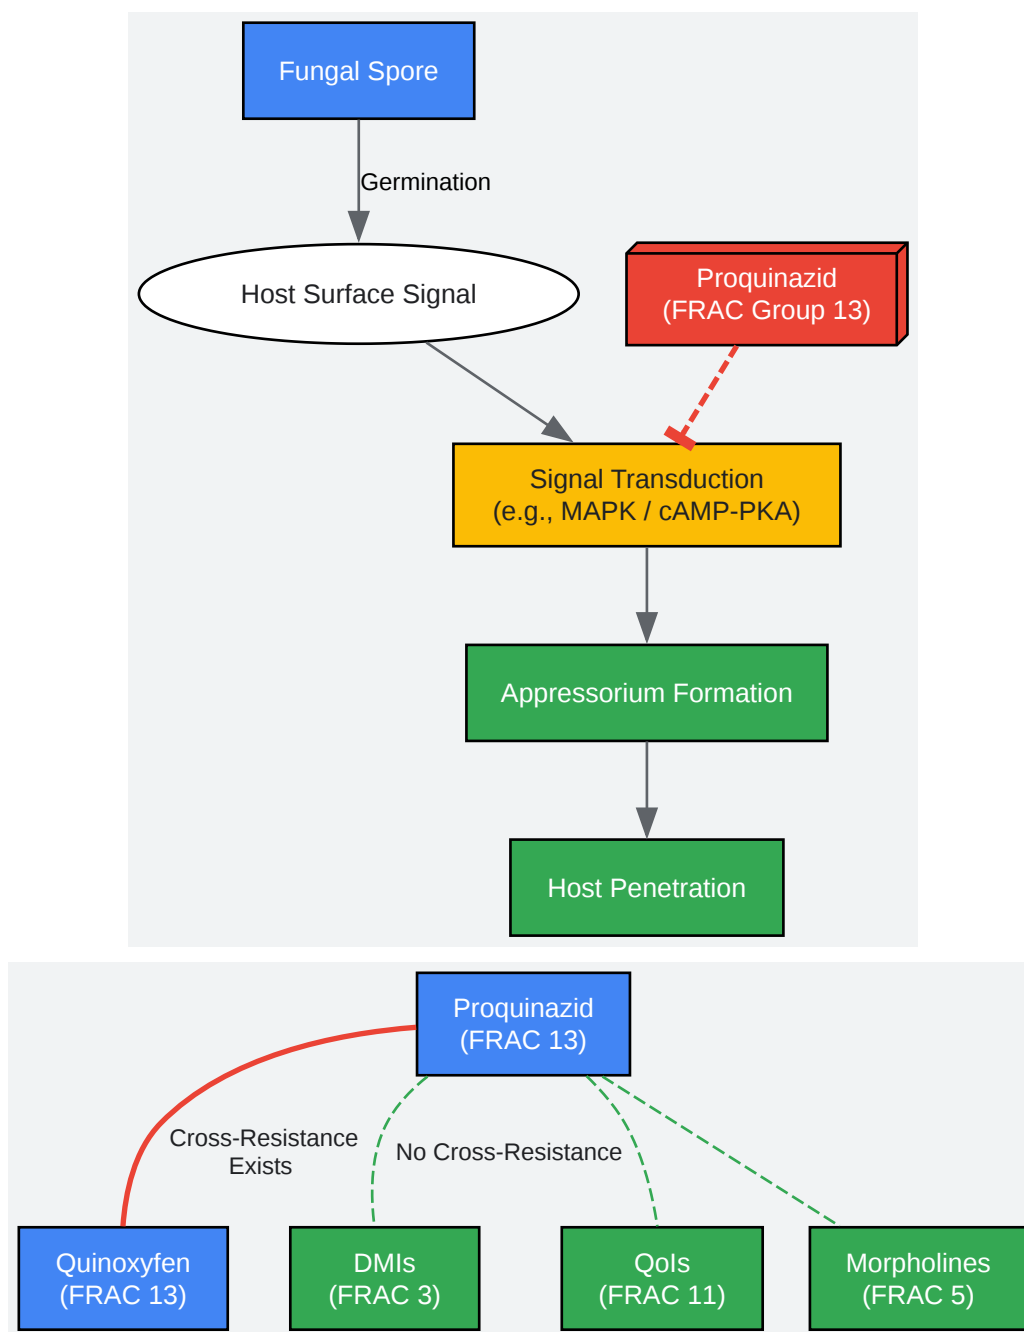 Fungal Spore
Germination
Host Surface Signal
Proquinazid
(FRAC Group 13)
Signal Transduction
(e.g., MAPK / cAMP-PKA)
Appressorium Formation
Host Penetration
Proquinazid
(FRAC 13)
Cross-Resistance
Exists
No Cross-Resistance
Quinoxyfen
(FRAC 13)
DMIs
(FRAC 3)
QoIs
(FRAC 11)
Morpholines
(FRAC 5)